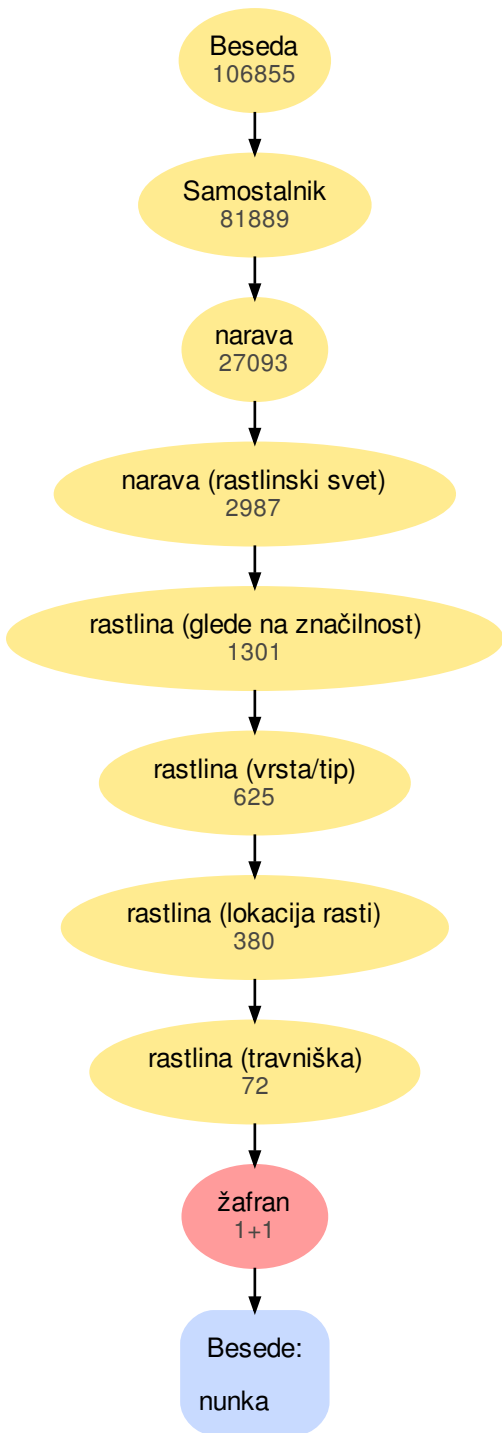 Beseda
106855
Samostalnik
81889
narava
27093
narava (rastlinski svet)
2987
rastlina (glede na značilnost)
1301
rastlina (vrsta/tip)
625
rastlina (lokacija rasti)
380
rastlina (travniška)
72
žafran
1+1
Besede:
nunka